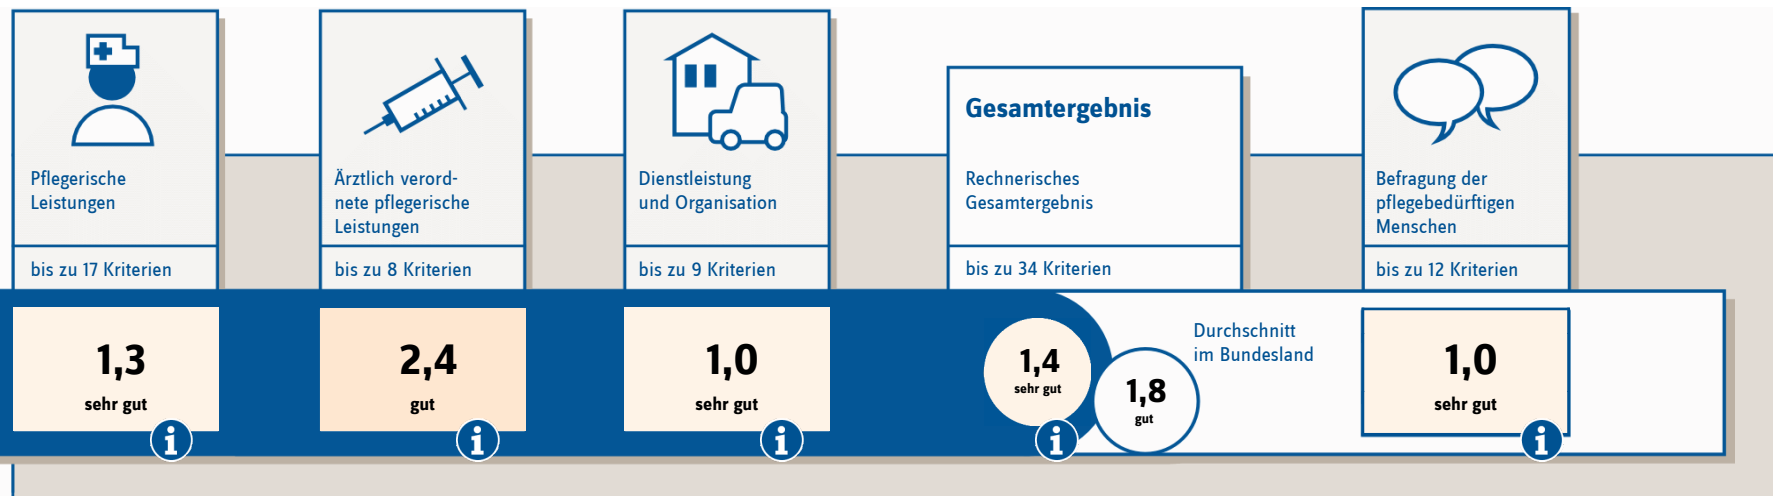 Pflegerische
Leistungen
bis zu 17 Kriterien
1,3
sehr gut
i
Ärztlich verord-
nete pflegerische
Leistungen
bis zu 8 Kriterien
2,4
gut
i
Dienstleistung
und Organisation
bis zu 9 Kriterien
1,0
sehr gut
i
Gesamtergebnis
Rechnerisches
Gesamtergebnis
bis zu 34 Kriterien
1,4
sehr gut
i
1,8
gut
Durchschnitt
im Bundesland
Befragung der
pflegebedürftigen
Menschen
bis zu 12 Kriterien
1,0
sehr gut
i